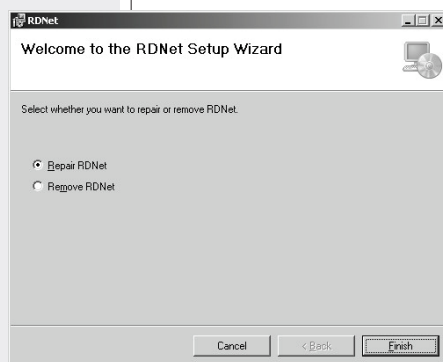 RDNet
Welcome to the RDNet Setup Wizard
Select whether you want to repair or remove RDNet.
Repair RDNet
Remove RDNet
Cancel
< Back
Finish